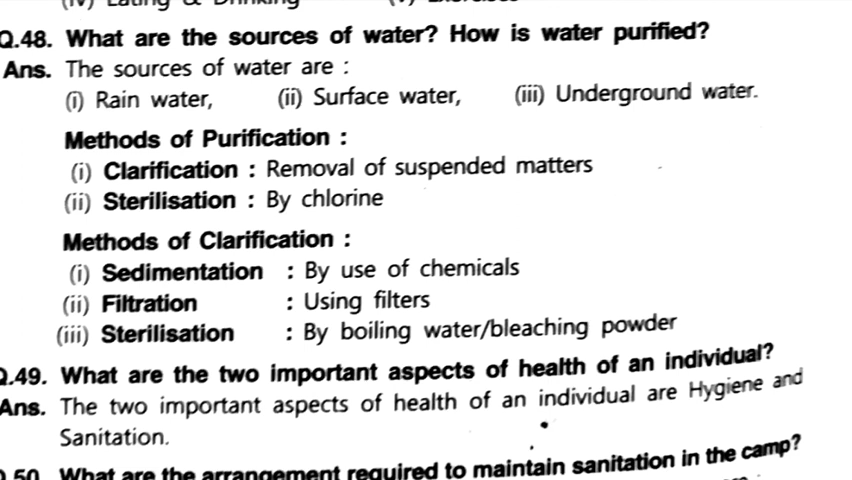 (iv) Eating & Drinking
Q.48. What are the sources of water? How is water purified?
Ans. The sources of water are :
(i) Rain water, (ii) Surface water, (iii) Underground water.
Methods of Purification :
(i) Clarification : Removal of suspended matters
(ii) Sterilisation : By chlorine
Methods of Clarification :
(i) Sedimentation : By use of chemicals
(ii) Filtration : Using filters
(iii) Sterilisation : By boiling water/bleaching powder
Q.49. What are the two important aspects of health of an individual?
Ans. The two important aspects of health of an individual are Hygiene and
Sanitation.
Q.50. What are the arrangement required to maintain sanitation in the camp?